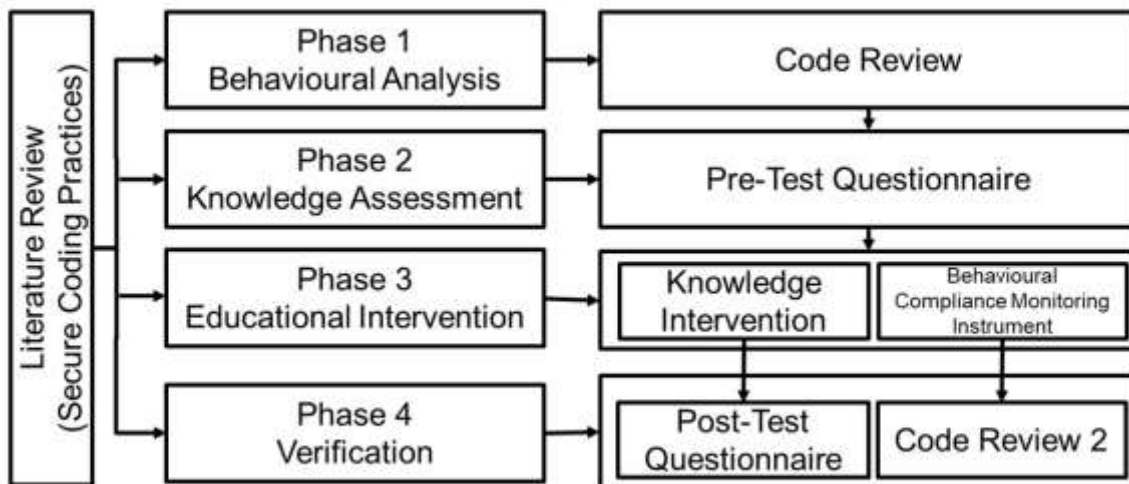 Literature Review
(Secure Coding Practices)
Phase 1
Behavioural Analysis
Code Review
Phase 2
Knowledge Assessment
Pre-Test Questionnaire
Phase 3
Educational Intervention
Knowledge
Intervention
Behavioural
Compliance Monitoring
Instrument
Phase 4
Verification
Post-Test
Questionnaire
Code Review 2